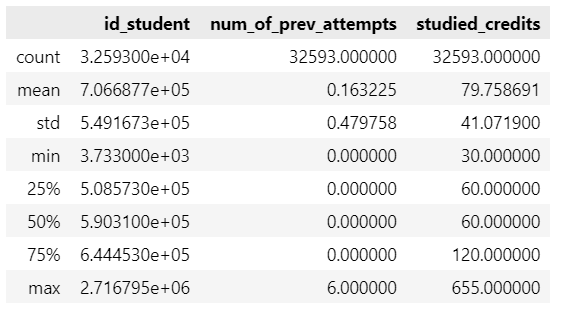 id_student num_of_prev_attempts studied_credits
count 3.259300e+04 32593.000000 32593.000000
mean 7.066877e+05 0.163225 79.758691
std 5.491673e+05 0.479758 41.071900
min 3.733000e+03 0.000000 30.000000
25% 5.085730e+05 0.000000 60.000000
50% 5.903100e+05 0.000000 60.000000
75% 6.444530e+05 0.000000 120.000000
max 2.716795e+06 6.000000 655.000000